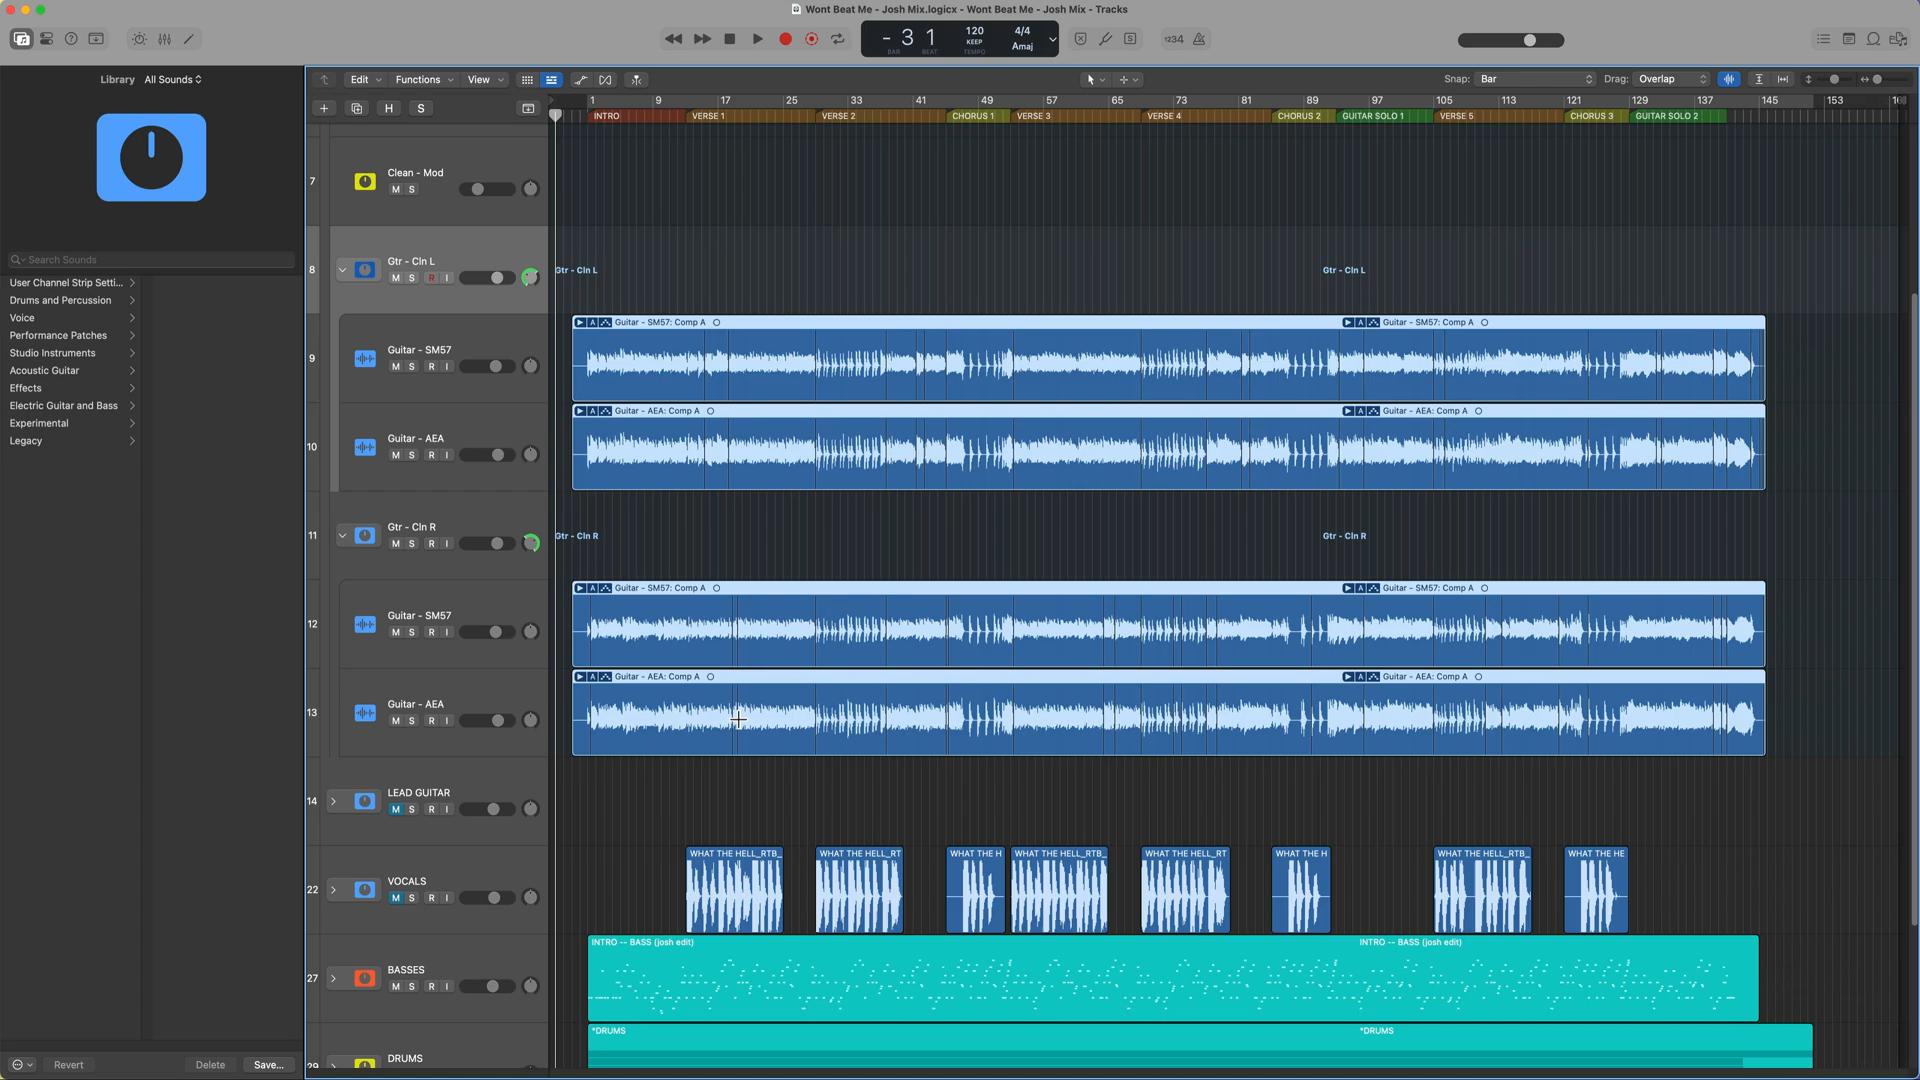 Wont Beat Me - Josh Mix.logicx - Wont Beat Me - Josh Mix - Tracks
- 3 1
BAR BEAT
120
KEEP
TEMPO
4/4
Amaj
1234
Library All Sounds
Edit Functions View
Snap: Bar Drag: Overlap
H S
1 9 17 25 33 41 49 57 65 73 81 89 97 105 113 121 129 137 145 153
INTRO VERSE 1 VERSE 2 CHORUS 1 VERSE 3 VERSE 4 CHORUS 2 GUITAR SOLO 1 VERSE 5 CHORUS 3 GUITAR SOLO 2
Search Sounds
User Channel Strip Setti...
Drums and Percussion
Voice
Performance Patches
Studio Instruments
Acoustic Guitar
Effects
Electric Guitar and Bass
Experimental
Legacy
7 Clean - Mod
M S
8 Gtr - Cln L
M S R I
Gtr - Cln L Gtr - Cln L
9 Guitar - SM57
M S R I
A Guitar - SM57: Comp A A Guitar - SM57: Comp A
10 Guitar - AEA
M S R I
A Guitar - AEA: Comp A A Guitar - AEA: Comp A
11 Gtr - Cln R
M S R I
Gtr - Cln R Gtr - Cln R
12 Guitar - SM57
M S R I
A Guitar - SM57: Comp A A Guitar - SM57: Comp A
13 Guitar - AEA
M S R I
A Guitar - AEA: Comp A A Guitar - AEA: Comp A
14 LEAD GUITAR
M S R I
22 VOCALS
M S R I
WHAT THE HELL_RTB_ WHAT THE HELL_RT WHAT THE H WHAT THE HELL_RTB_ WHAT THE HELL_RT WHAT THE H WHAT THE HELL_RTB_ WHAT THE HE
27 BASSES
M S R I
INTRO -- BASS (josh edit) INTRO -- BASS (josh edit)
29 DRUMS
*DRUMS *DRUMS
Revert Delete Save...